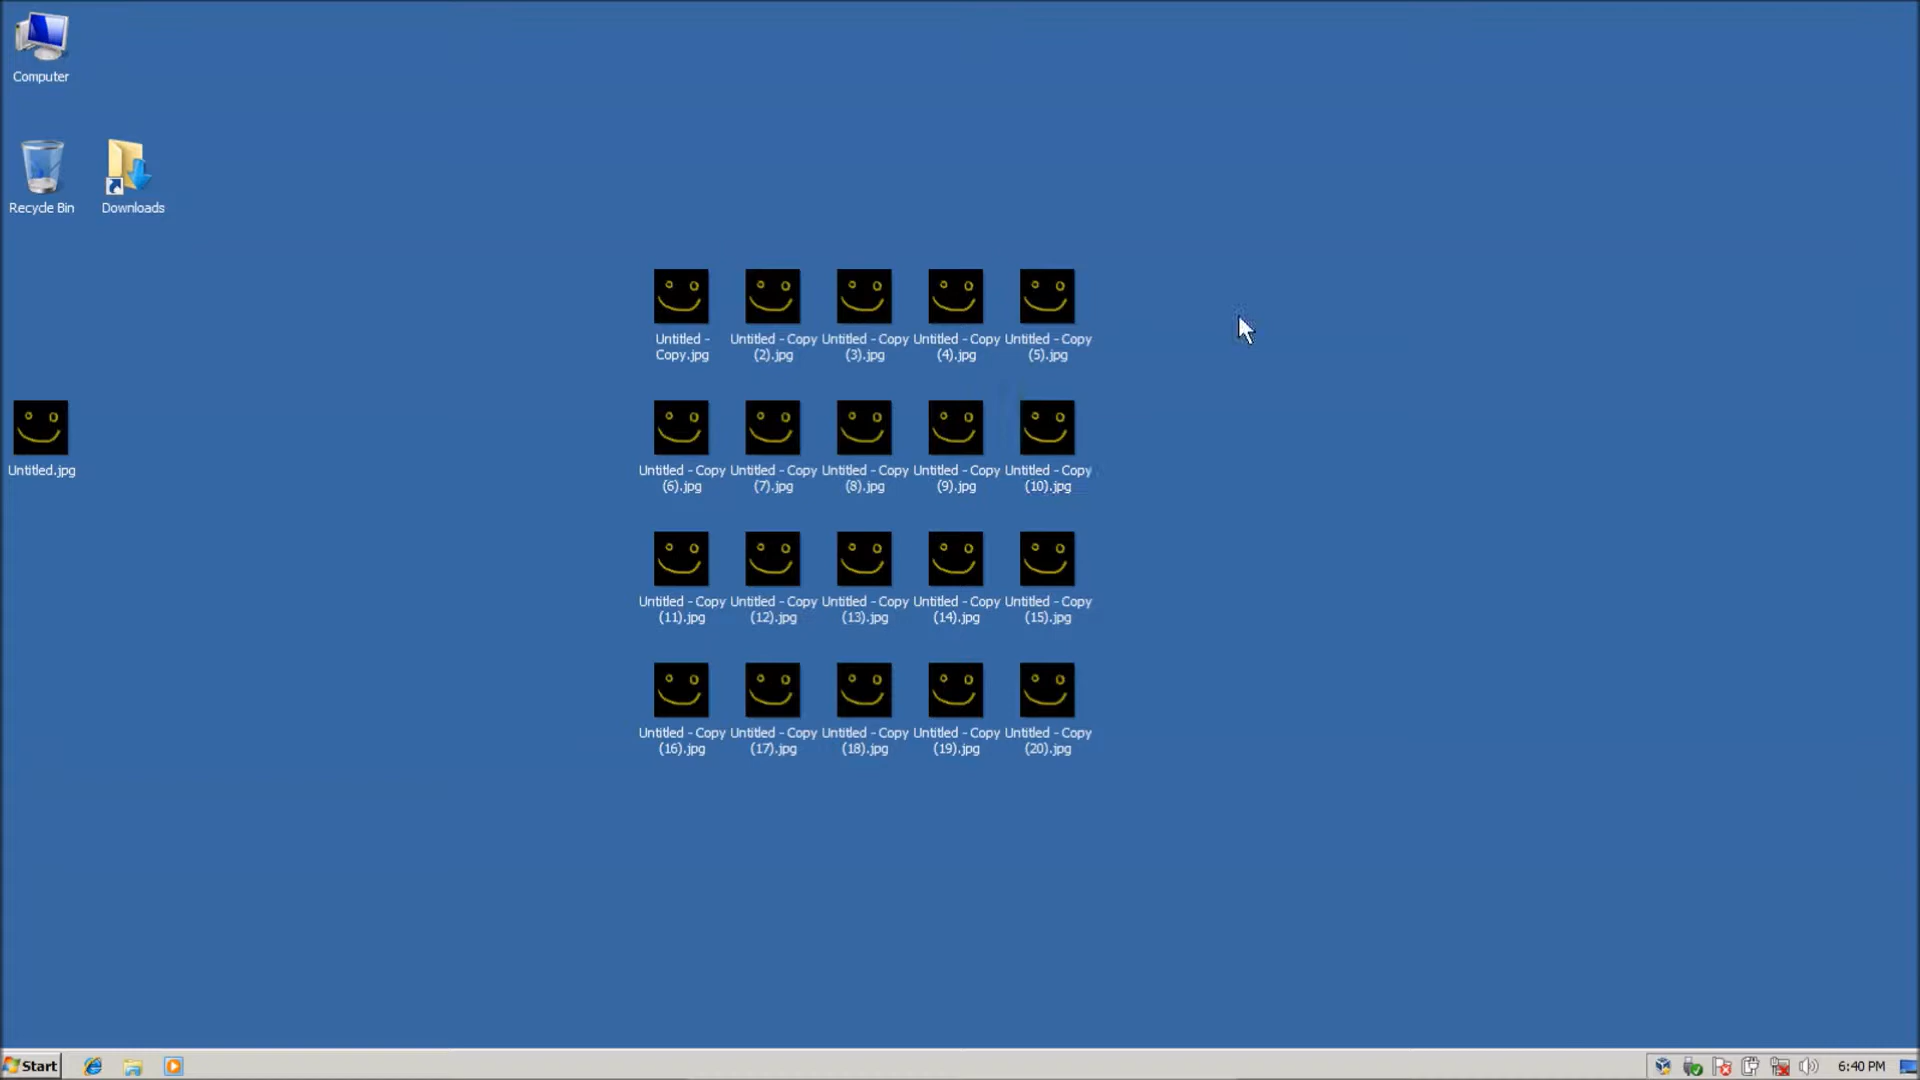 Computer
Recycle Bin
Downloads
Untitled -
Copy.jpg
Untitled - Copy
(2).jpg
Untitled - Copy
(3).jpg
Untitled - Copy
(4).jpg
Untitled - Copy
(5).jpg
Untitled.jpg
Untitled - Copy
(6).jpg
Untitled - Copy
(7).jpg
Untitled - Copy
(8).jpg
Untitled - Copy
(9).jpg
Untitled - Copy
(10).jpg
Untitled - Copy
(11).jpg
Untitled - Copy
(12).jpg
Untitled - Copy
(13).jpg
Untitled - Copy
(14).jpg
Untitled - Copy
(15).jpg
Untitled - Copy
(16).jpg
Untitled - Copy
(17).jpg
Untitled - Copy
(18).jpg
Untitled - Copy
(19).jpg
Untitled - Copy
(20).jpg
Start
6:40 PM